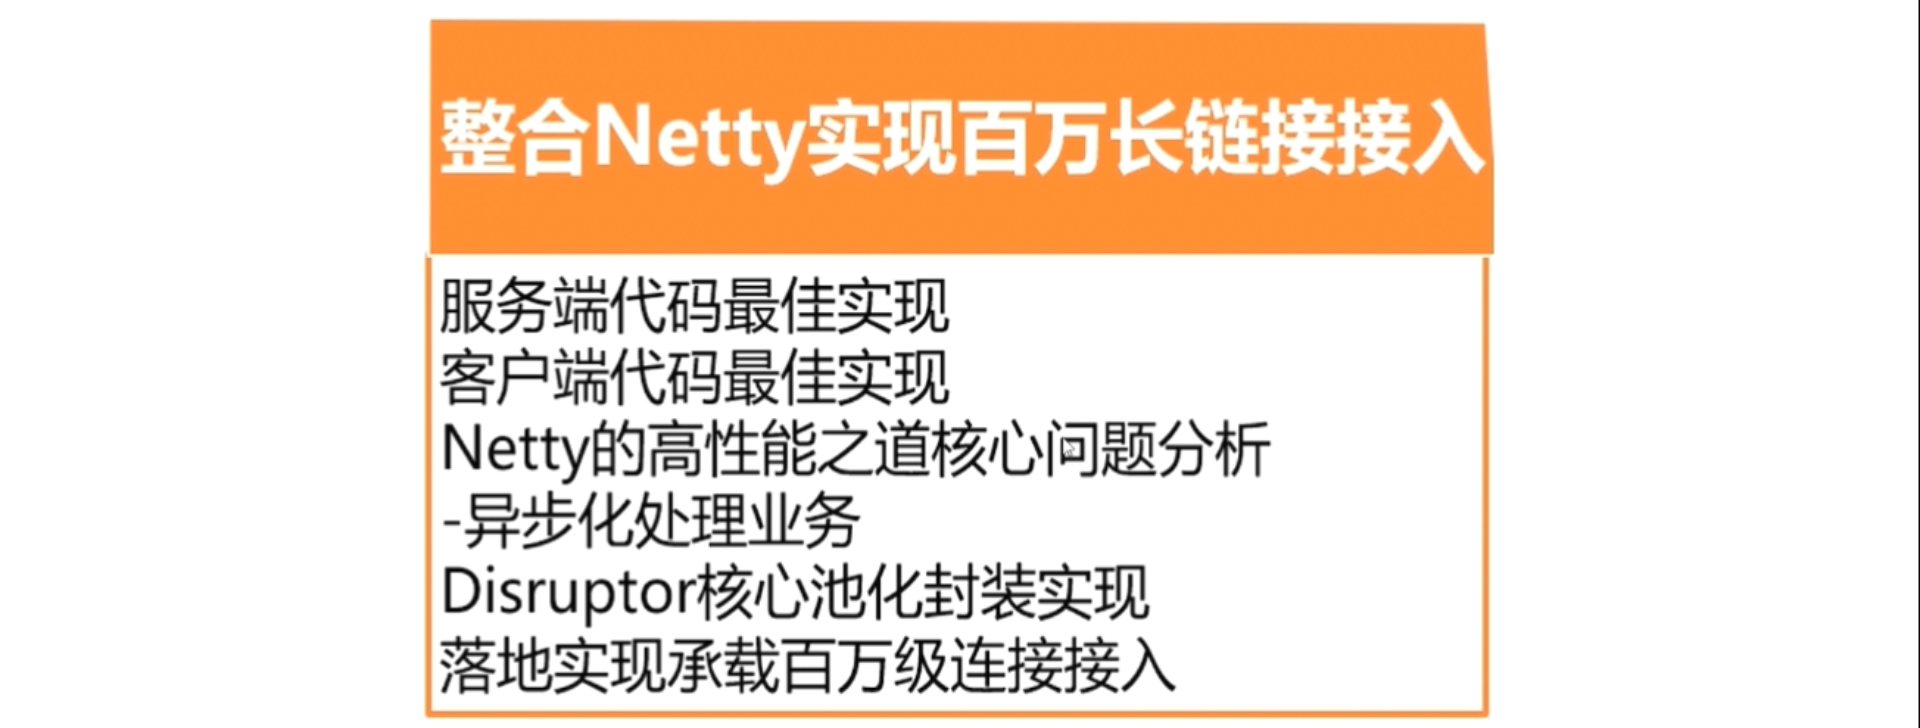 整合Netty实现百万长链接接入
服务端代码最佳实现
客户端代码最佳实现
Netty的高性能之道核心问题分析
-异步化处理业务
Disruptor核心池化封装实现
落地实现承载百万级连接接入